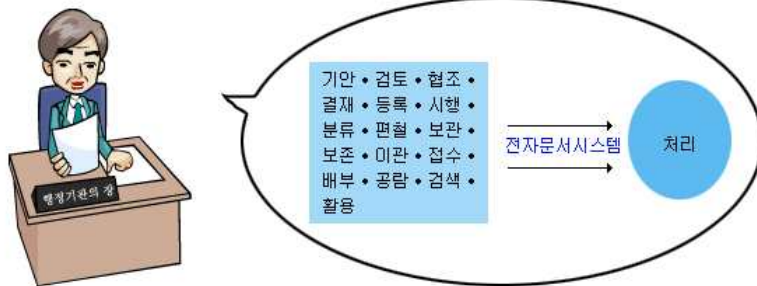 기안 • 검토 • 협조 •
결재 • 등록 • 시행 •
분류 • 편철 • 보관 •
보존 • 이관 • 접수 •
배부 • 공람 • 검색 •
활용
전자문서시스템
처리
행정기관의 장